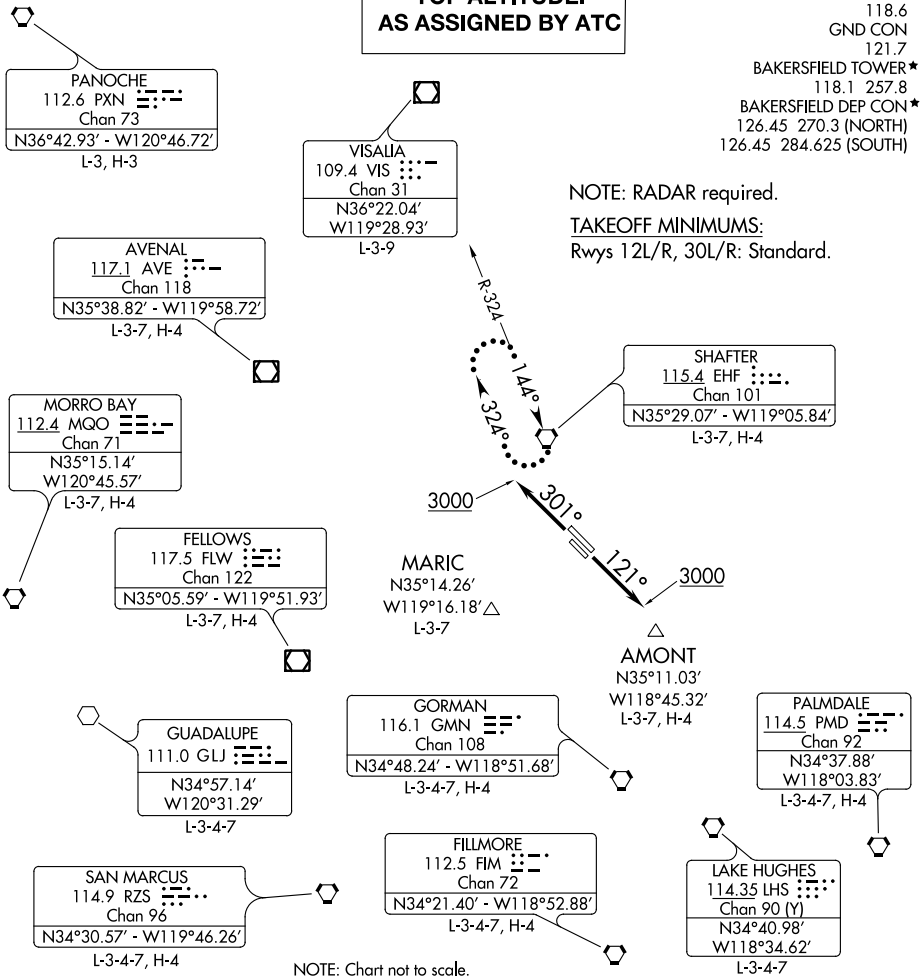 TOP ALTITUDE:
AS ASSIGNED BY ATC
118.6
GND CON
121.7
BAKERSFIELD TOWER★
118.1 257.8
BAKERSFIELD DEP CON★
126.45 270.3 (NORTH)
126.45 284.625 (SOUTH)
PANOCHE
112.6 PXN
Chan 73
N36°42.93′ - W120°46.72′
L-3, H-3
VISALIA
109.4 VIS
Chan 31
N36°22.04′
W119°28.93′
L-3-9
NOTE: RADAR required.
TAKEOFF MINIMUMS:
Rwys 12L/R, 30L/R: Standard.
AVENAL
117.1 AVE
Chan 118
N35°38.82′ - W119°58.72′
L-3-7, H-4
R-324
144°
324°
SHAFTER
115.4 EHF
Chan 101
N35°29.07′ - W119°05.84′
L-3-7, H-4
MORRO BAY
112.4 MQO
Chan 71
N35°15.14′
W120°45.57′
L-3-7, H-4
3000
301°
121°
3000
FELLOWS
117.5 FLW
Chan 122
N35°05.59′ - W119°51.93′
L-3-7, H-4
MARIC
N35°14.26′
W119°16.18′
L-3-7
AMONT
N35°11.03′
W118°45.32′
L-3-7, H-4
GUADALUPE
111.0 GLJ
N34°57.14′
W120°31.29′
L-3-4-7
GORMAN
116.1 GMN
Chan 108
N34°48.24′ - W118°51.68′
L-3-4-7, H-4
PALMDALE
114.5 PMD
Chan 92
N34°37.88′
W118°03.83′
L-3-4-7, H-4
SAN MARCUS
114.9 RZS
Chan 96
N34°30.57′ - W119°46.26′
L-3-4-7, H-4
FILLMORE
112.5 FIM
Chan 72
N34°21.40′ - W118°52.88′
L-3-4-7, H-4
LAKE HUGHES
114.35 LHS
Chan 90 (Y)
N34°40.98′
W118°34.62′
L-3-4-7
NOTE: Chart not to scale.